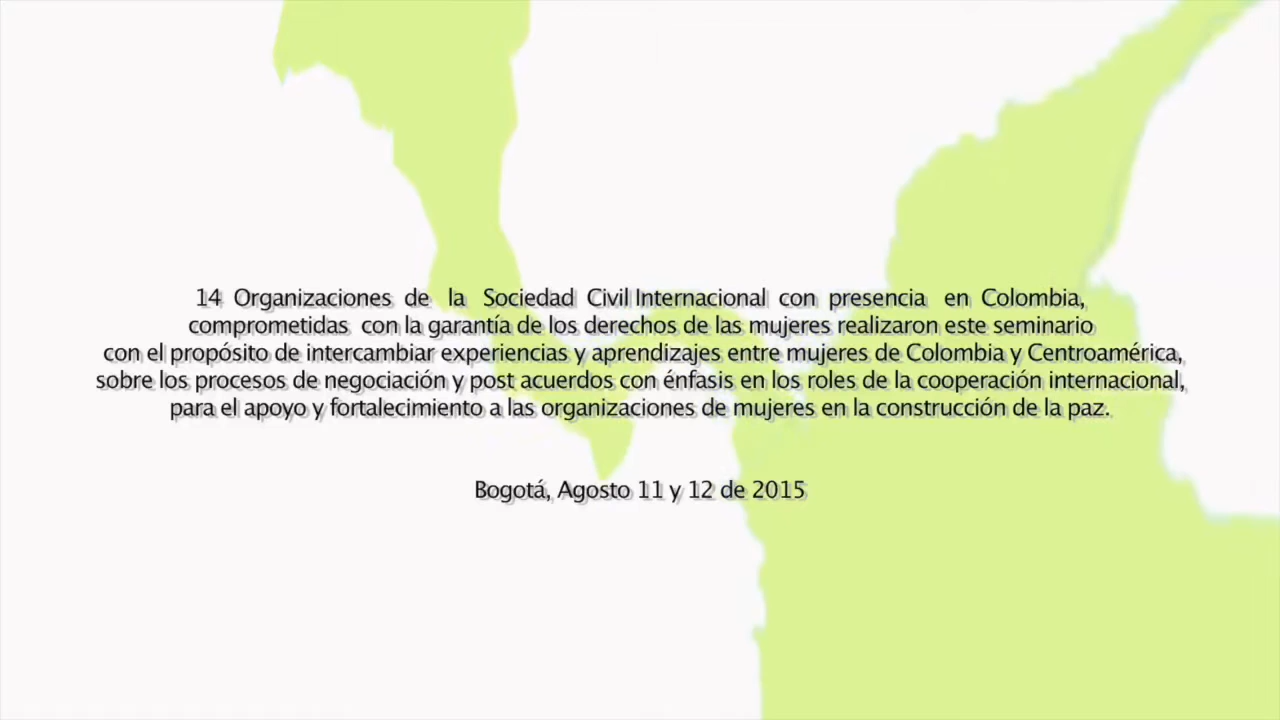 14 Organizaciones de la Sociedad Civil Internacional con presencia en Colombia,
comprometidas con la garantía de los derechos de las mujeres realizaron este seminario
con el propósito de intercambiar experiencias y aprendizajes entre mujeres de Colombia y Centroamérica,
sobre los procesos de negociación y post acuerdos con énfasis en los roles de la cooperación internacional,
para el apoyo y fortalecimiento a las organizaciones de mujeres en la construcción de la paz.
Bogotá, Agosto 11 y 12 de 2015